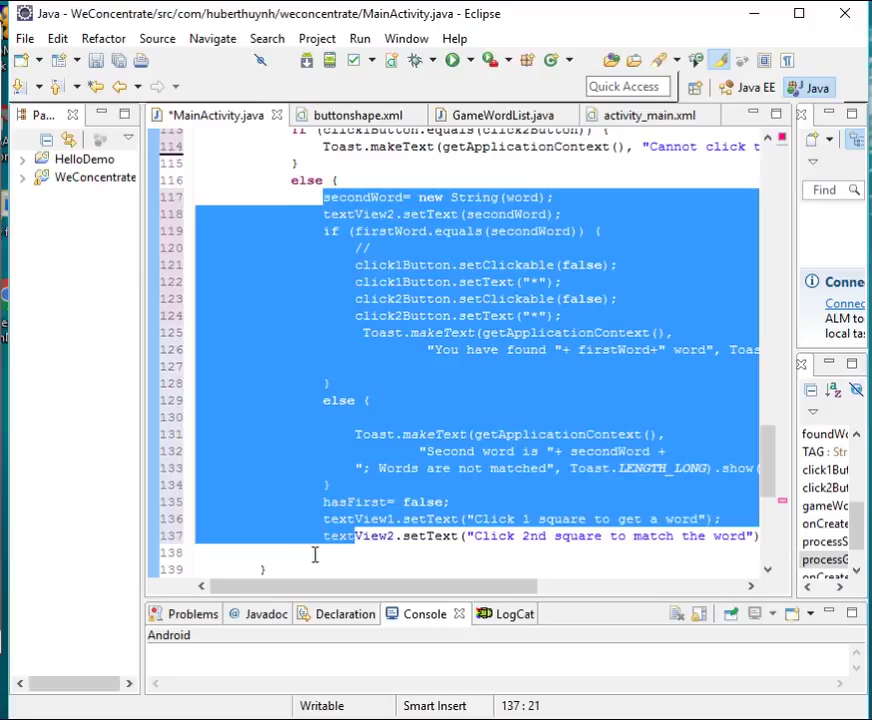 Java - WeConcentrate/src/com/huberthuynh/weconcentrate/MainActivity.java - Eclipse
File Edit Refactor Source Navigate Search Project Run Window Help
Quick Access Java EE Java
Pa... *MainActivity.java buttonshape.xml GameWordList.java activity_main.xml
HelloDemo
WeConcentrate
113 if (click1Button.equals(click2Button)) {
114 Toast.makeText(getApplicationContext(), "Cannot click t
115 }
116 else {
117 secondWord= new String(word);
118 textView2.setText(secondWord);
119 if (firstWord.equals(secondWord)) {
120 //
121 click1Button.setClickable(false);
122 click1Button.setText("*");
123 click2Button.setClickable(false);
124 click2Button.setText("*");
125 Toast.makeText(getApplicationContext(),
126 "You have found "+ firstWord+" word", Toas
127
128 }
129 else {
130
131 Toast.makeText(getApplicationContext(),
132 "Second word is "+ secondWord +
133 "; Words are not matched", Toast.LENGTH_LONG).show(
134 }
135 hasFirst= false;
136 textView1.setText("Click 1 square to get a word");
137 textView2.setText("Click 2nd square to match the word")
138
139 }
Find
Conne
Connec
ALM to
local ta
foundWo
TAG : Str
click1But
click2But
gameWo
onCreate
processS
processG
onCreate
Problems @ Javadoc Declaration Console LogCat
Android
Writable Smart Insert 137 : 21